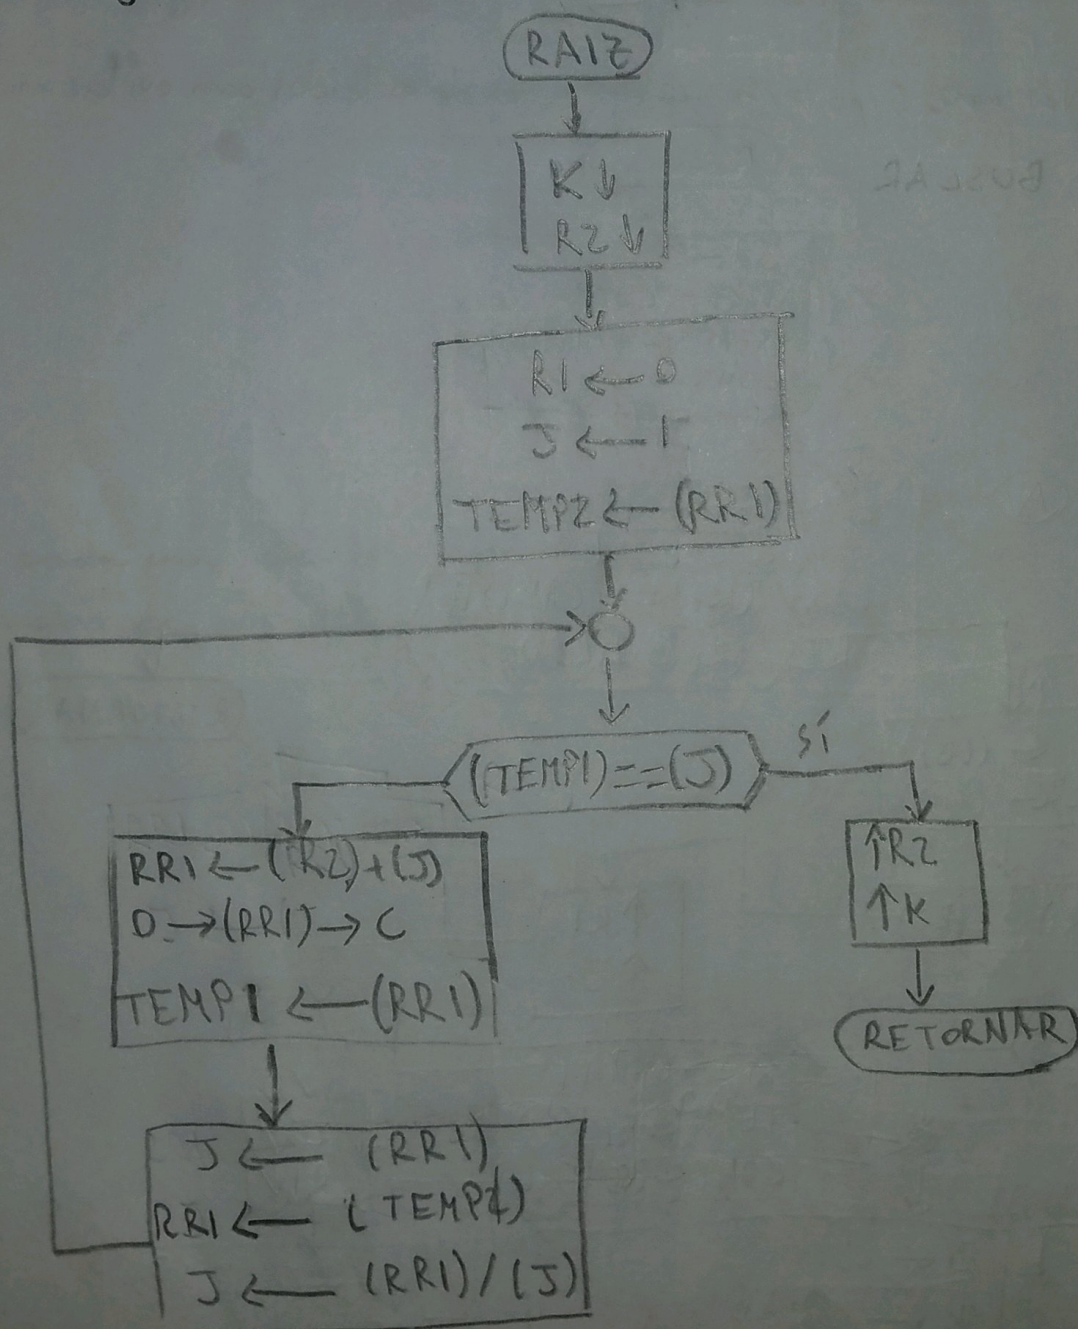 RAIZ
K↓
R2↓
R1 ← 0
J ← 1
TEMP2 ← (RR1)
(TEMP1)==(J)
SÍ
RR1 ← (R2)+(J)
0 → (RR1) → C
TEMP1 ← (RR1)
↑R2
↑K
RETORNAR
J ← (RR1)
RR1 ← (TEMP2)
J ← (RR1)/(J)